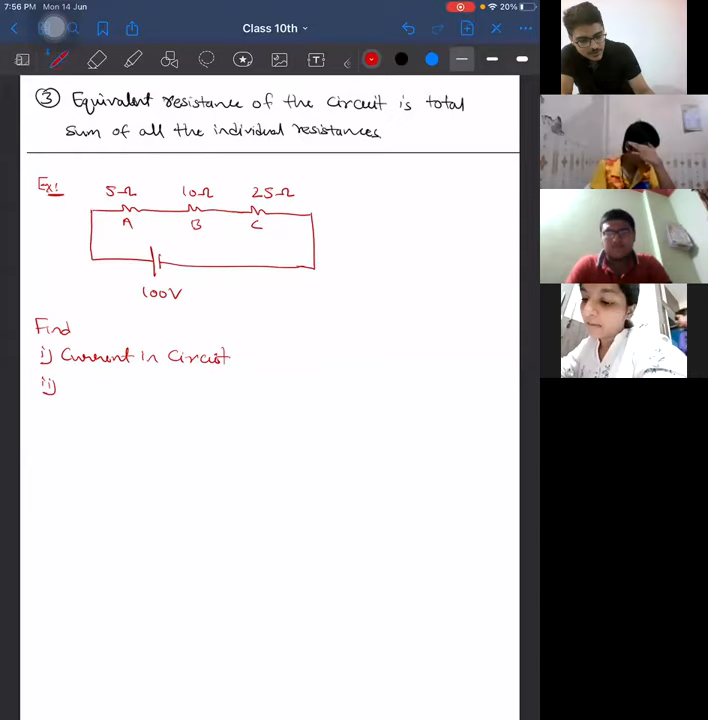 7:56 PM Mon 14 Jun
20%
Class 10th
T
③ Equivalent resistance of the circuit is total
sum of all the individual resistances
Ex1
5Ω 10Ω 25Ω
A B C
100V
Find
i) Current in Circuit
ii)